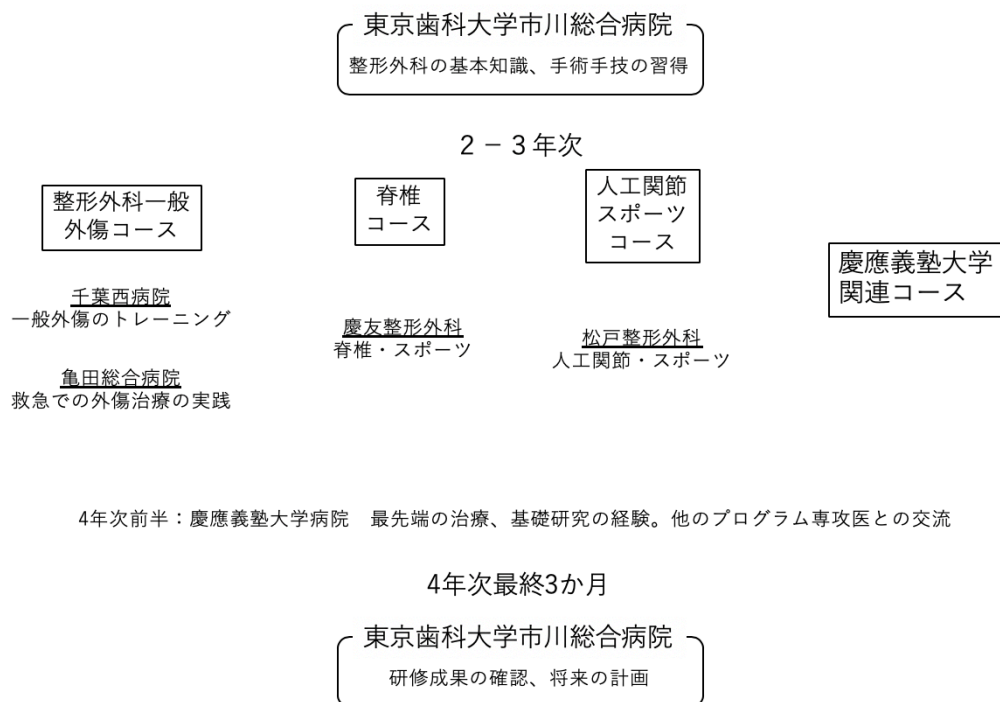 東京歯科大学市川総合病院
整形外科の基本知識、手術手技の習得
2－3年次
整形外科一般
外傷コース
千葉西病院
一般外傷のトレーニング
亀田総合病院
救急での外傷治療の実践
脊椎
コース
慶友整形外科
脊椎・スポーツ
人工関節
スポーツ
コース
松戸整形外科
人工関節・スポーツ
慶應義塾大学
関連コース
4年次前半：慶應義塾大学病院　最先端の治療、基礎研究の経験。他のプログラム専攻医との交流
4年次最終3か月
東京歯科大学市川総合病院
研修成果の確認、将来の計画